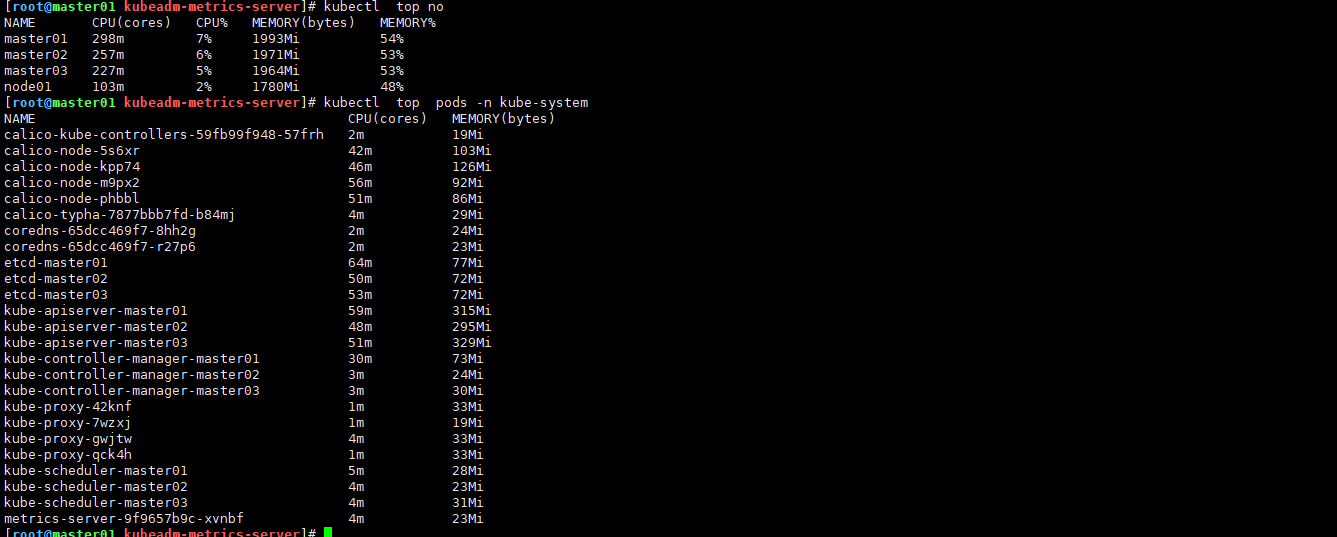 [root@master01 kubeadm-metrics-server]# kubectl  top no
NAME       CPU(cores)   CPU%   MEMORY(bytes)   MEMORY%
master01   298m         7%     1993Mi          54%
master02   257m         6%     1971Mi          53%
master03   227m         5%     1964Mi          53%
node01     103m         2%     1780Mi          48%
[root@master01 kubeadm-metrics-server]# kubectl  top  pods -n kube-system
NAME                                       CPU(cores)   MEMORY(bytes)
calico-kube-controllers-59fb99f948-57frh   2m           19Mi
calico-node-5s6xr                          42m          103Mi
calico-node-kpp74                          46m          126Mi
calico-node-m9px2                          56m          92Mi
calico-node-phbbl                          51m          86Mi
calico-typha-7877bbb7fd-b84mj              4m           29Mi
coredns-65dcc469f7-8hh2g                   2m           24Mi
coredns-65dcc469f7-r27p6                   2m           23Mi
etcd-master01                              64m          77Mi
etcd-master02                              50m          72Mi
etcd-master03                              53m          72Mi
kube-apiserver-master01                    59m          315Mi
kube-apiserver-master02                    48m          295Mi
kube-apiserver-master03                    51m          329Mi
kube-controller-manager-master01           30m          73Mi
kube-controller-manager-master02           3m           24Mi
kube-controller-manager-master03           3m           30Mi
kube-proxy-42knf                           1m           33Mi
kube-proxy-7wzxj                           1m           19Mi
kube-proxy-gwjtw                           4m           33Mi
kube-proxy-qck4h                           1m           33Mi
kube-scheduler-master01                    5m           28Mi
kube-scheduler-master02                    4m           23Mi
kube-scheduler-master03                    4m           31Mi
metrics-server-9f9657b9c-xvnbf             4m           23Mi
[root@master01 kubeadm-metrics-server]#